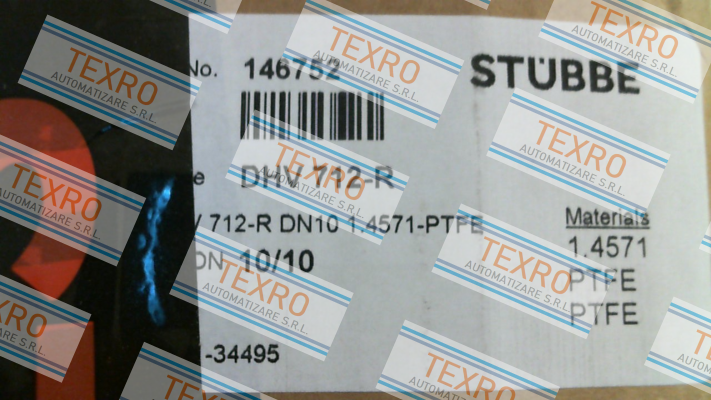 No. 146752
STÜBBE
e DHV 712-R
V 712-R DN10 1.4571-PTFE
Materials
1.4571
DN 10/10
PTFE
PTFE
-34495
TEXRO
AUTOMATIZARE S.R.L.